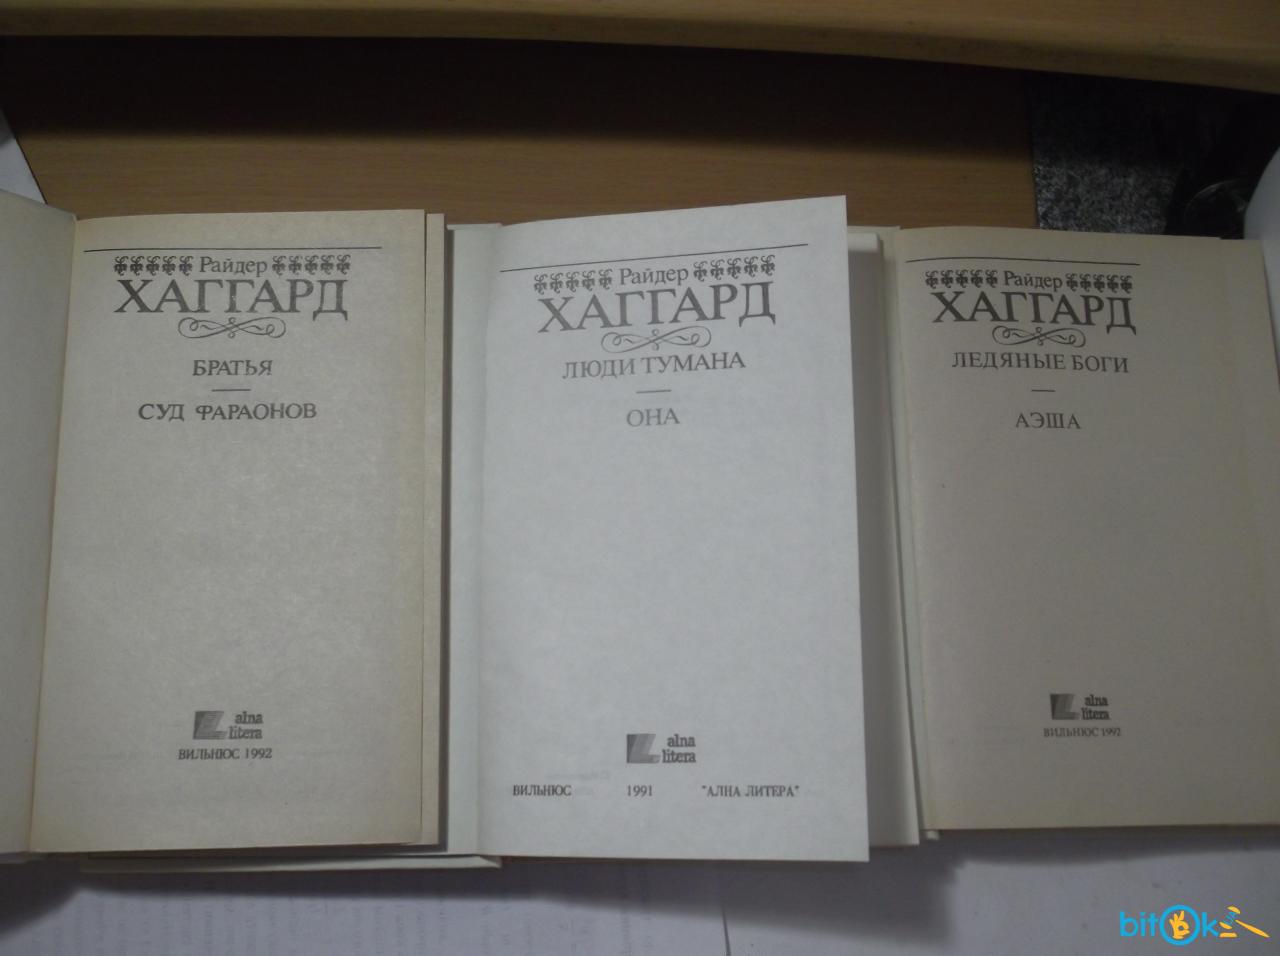 Райдер
ХАГГАРД
БРАТЬЯ
СУД ФАРАОНОВ
alna
litera
ВИЛЬНЮС 1992
Райдер
ХАГГАРД
ЛЮДИ ТУМАНА
ОНА
alna
litera
ВИЛЬНЮС 1991 "АЛНА ЛИТЕРА"
Райдер
ХАГГАРД
ЛЕДЯНЫЕ БОГИ
АЭША
alna
litera
ВИЛЬНЮС 1992
bitOk